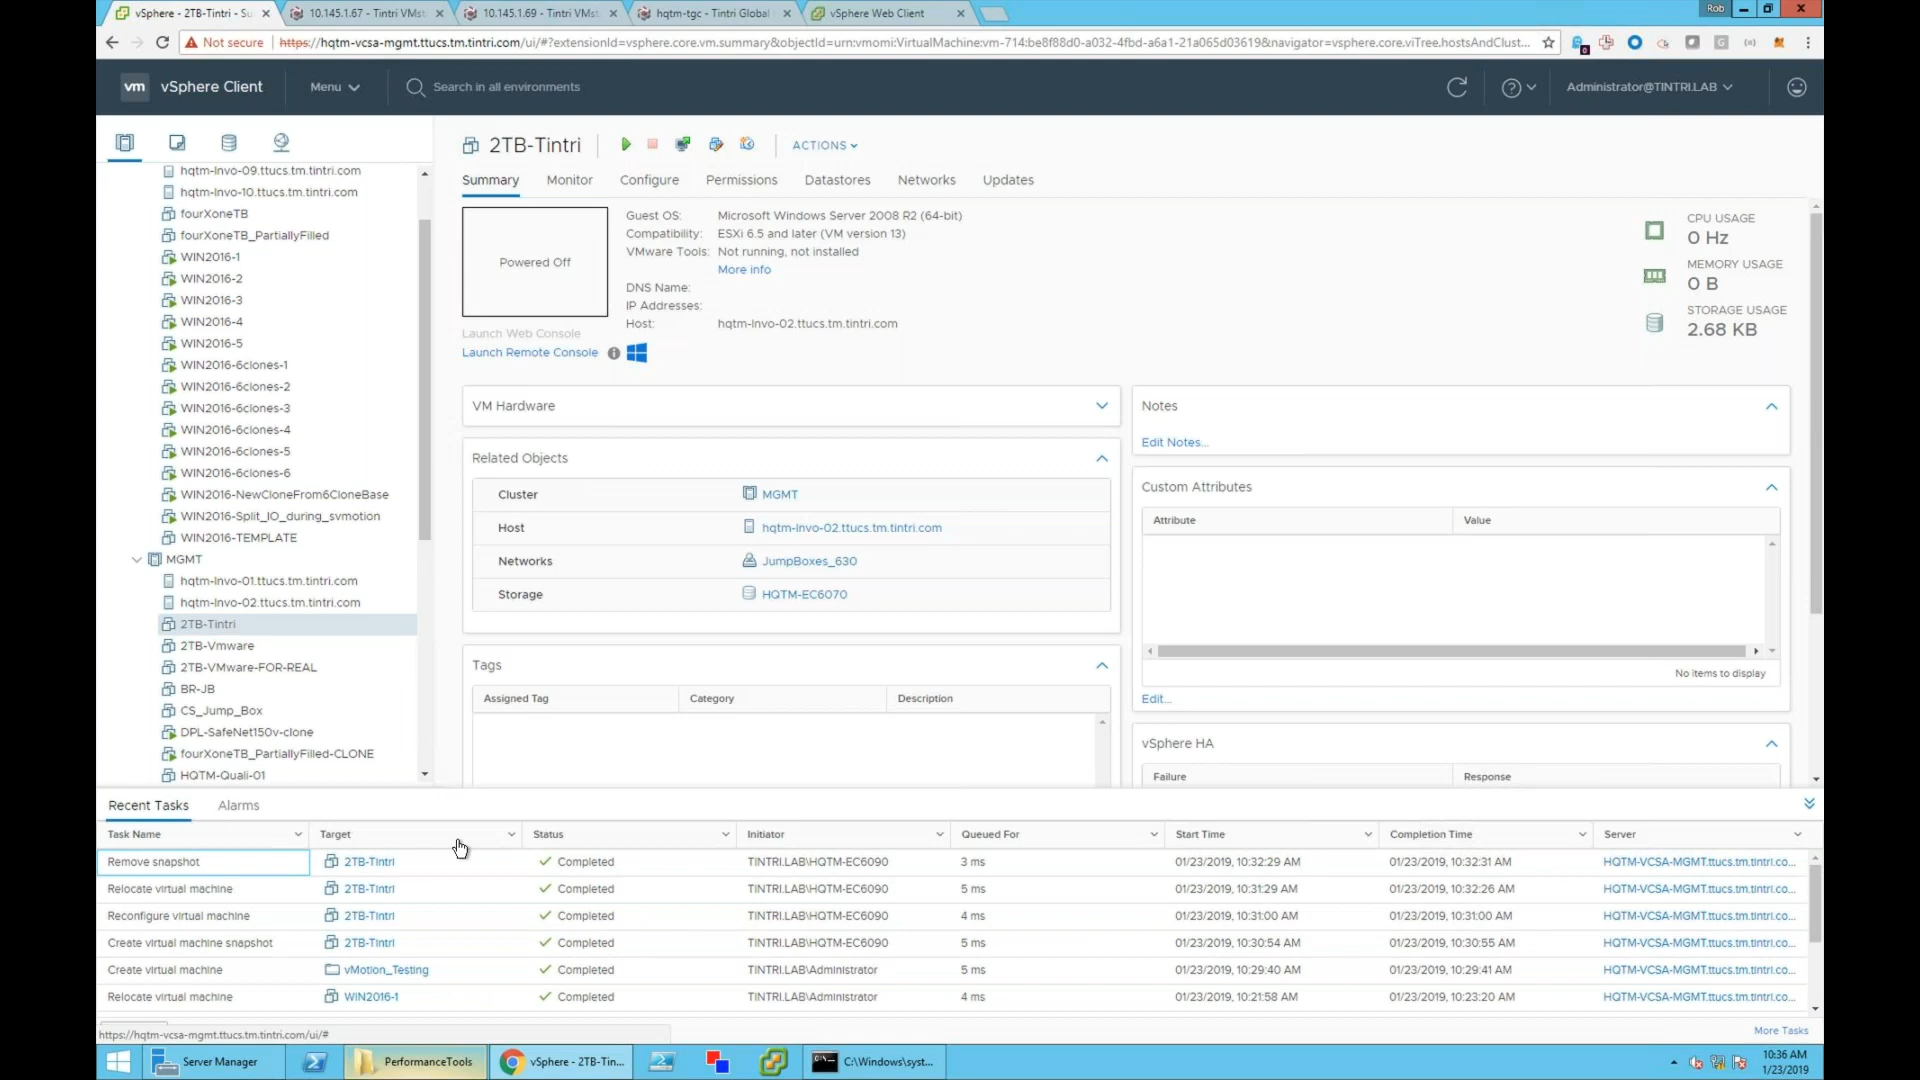 vSphere - 2TB-Tintri - Su
10.145.1.67 - Tintri VMst
10.145.1.69 - Tintri VMst
hqtm-tgc - Tintri Global
vSphere Web Client
Rob
Not secure
https://hqtm-vcsa-mgmt.ttucs.tm.tintri.com/ui/#?extensionId=vsphere.core.vm.summary&objectId=urn:vmomi:VirtualMachine:vm-714:be8f88d0-a032-4fbd-a6a1-21a065d03619&navigator=vsphere.core.viTree.hostsAndClust...
vm
vSphere Client
Menu
Search in all environments
Administrator@TINTRI.LAB
hqtm-lnvo-09.ttucs.tm.tintri.com
hqtm-lnvo-10.ttucs.tm.tintri.com
fourXoneTB
fourXoneTB_PartiallyFilled
WIN2016-1
WIN2016-2
WIN2016-3
WIN2016-4
WIN2016-5
WIN2016-6clones-1
WIN2016-6clones-2
WIN2016-6clones-3
WIN2016-6clones-4
WIN2016-6clones-5
WIN2016-6clones-6
WIN2016-NewCloneFrom6CloneBase
WIN2016-Split_IO_during_svmotion
WIN2016-TEMPLATE
MGMT
hqtm-lnvo-01.ttucs.tm.tintri.com
hqtm-lnvo-02.ttucs.tm.tintri.com
2TB-Tintri
2TB-Vmware
2TB-VMware-FOR-REAL
BR-JB
CS_Jump_Box
DPL-SafeNet150v-clone
fourXoneTB_PartiallyFilled-CLONE
HQTM-Quali-01
2TB-Tintri
ACTIONS
Summary
Monitor
Configure
Permissions
Datastores
Networks
Updates
Powered Off
Launch Web Console
Launch Remote Console
Guest OS: Microsoft Windows Server 2008 R2 (64-bit)
Compatibility: ESXi 6.5 and later (VM version 13)
VMware Tools: Not running, not installed
More info
DNS Name:
IP Addresses:
Host: hqtm-lnvo-02.ttucs.tm.tintri.com
CPU USAGE
0 Hz
MEMORY USAGE
0 B
STORAGE USAGE
2.68 KB
VM Hardware
Related Objects
Cluster MGMT
Host hqtm-lnvo-02.ttucs.tm.tintri.com
Networks JumpBoxes_630
Storage HQTM-EC6070
Tags
Assigned Tag Category Description
Notes
Edit Notes...
Custom Attributes
Attribute Value
No items to display
Edit...
vSphere HA
Failure Response
Recent Tasks Alarms
Task Name Target Status Initiator Queued For Start Time Completion Time Server
Remove snapshot 2TB-Tintri Completed TINTRI.LAB\HQTM-EC6090 3 ms 01/23/2019, 10:32:29 AM 01/23/2019, 10:32:31 AM HQTM-VCSA-MGMT.ttucs.tm.tintri.co...
Relocate virtual machine 2TB-Tintri Completed TINTRI.LAB\HQTM-EC6090 5 ms 01/23/2019, 10:31:29 AM 01/23/2019, 10:32:26 AM HQTM-VCSA-MGMT.ttucs.tm.tintri.co...
Reconfigure virtual machine 2TB-Tintri Completed TINTRI.LAB\HQTM-EC6090 4 ms 01/23/2019, 10:31:00 AM 01/23/2019, 10:31:00 AM HQTM-VCSA-MGMT.ttucs.tm.tintri.co...
Create virtual machine snapshot 2TB-Tintri Completed TINTRI.LAB\HQTM-EC6090 5 ms 01/23/2019, 10:30:54 AM 01/23/2019, 10:30:55 AM HQTM-VCSA-MGMT.ttucs.tm.tintri.co...
Create virtual machine vMotion_Testing Completed TINTRI.LAB\Administrator 5 ms 01/23/2019, 10:29:40 AM 01/23/2019, 10:29:41 AM HQTM-VCSA-MGMT.ttucs.tm.tintri.co...
Relocate virtual machine WIN2016-1 Completed TINTRI.LAB\Administrator 4 ms 01/23/2019, 10:21:58 AM 01/23/2019, 10:23:20 AM HQTM-VCSA-MGMT.ttucs.tm.tintri.co...
https://hqtm-vcsa-mgmt.ttucs.tm.tintri.com/ui/#
More Tasks
Server Manager
PerformanceTools
vSphere - 2TB-Tin...
C:\Windows\syst...
10:36 AM
1/23/2019